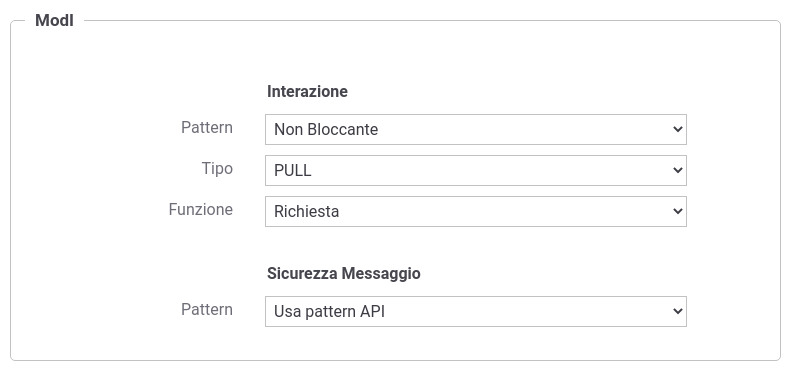 ModI
Interazione
Pattern Non Bloccante
Tipo PULL
Funzione Richiesta
Sicurezza Messaggio
Pattern Usa pattern API